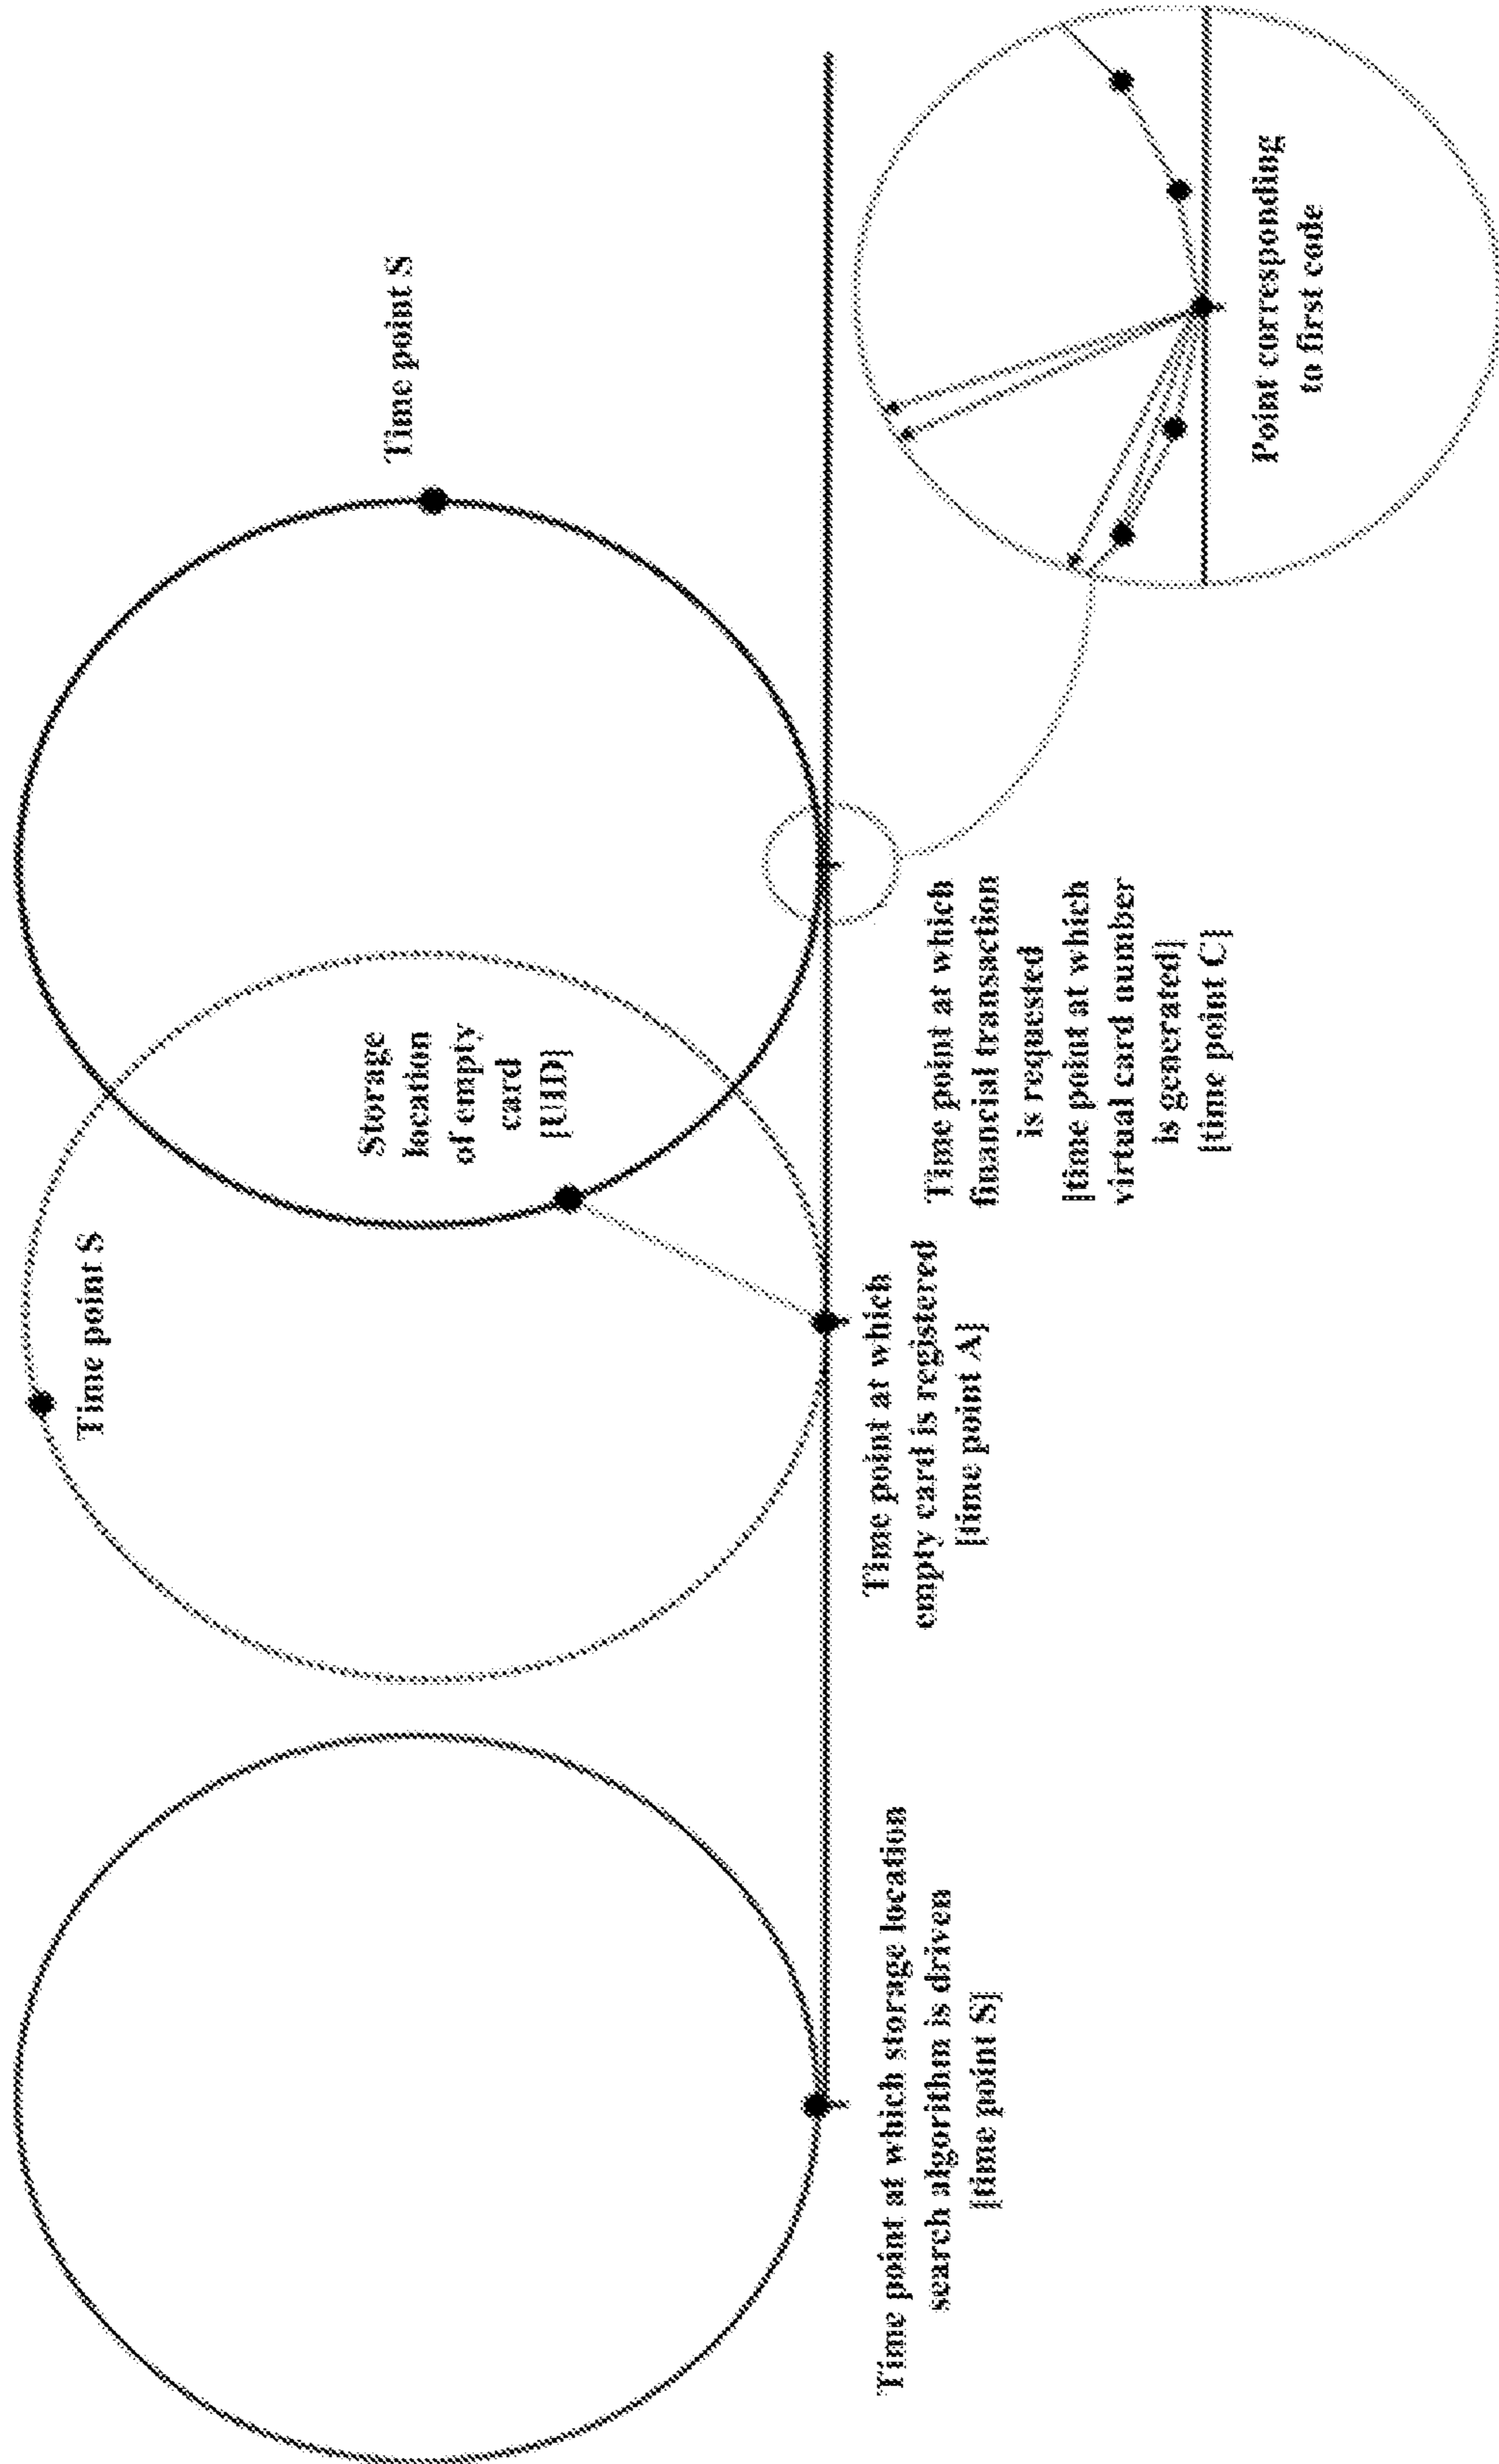 Time point S
Time point S
Storage
location
of empty
card
[UID]
Time point at which storage location
search algorithm is driven
[time point S]
Time point at which
empty card is registered
[time point A]
Time point at which
financial transaction
is requested
[time point at which
virtual card number
is generated]
[time point C]
Point corresponding
to first code